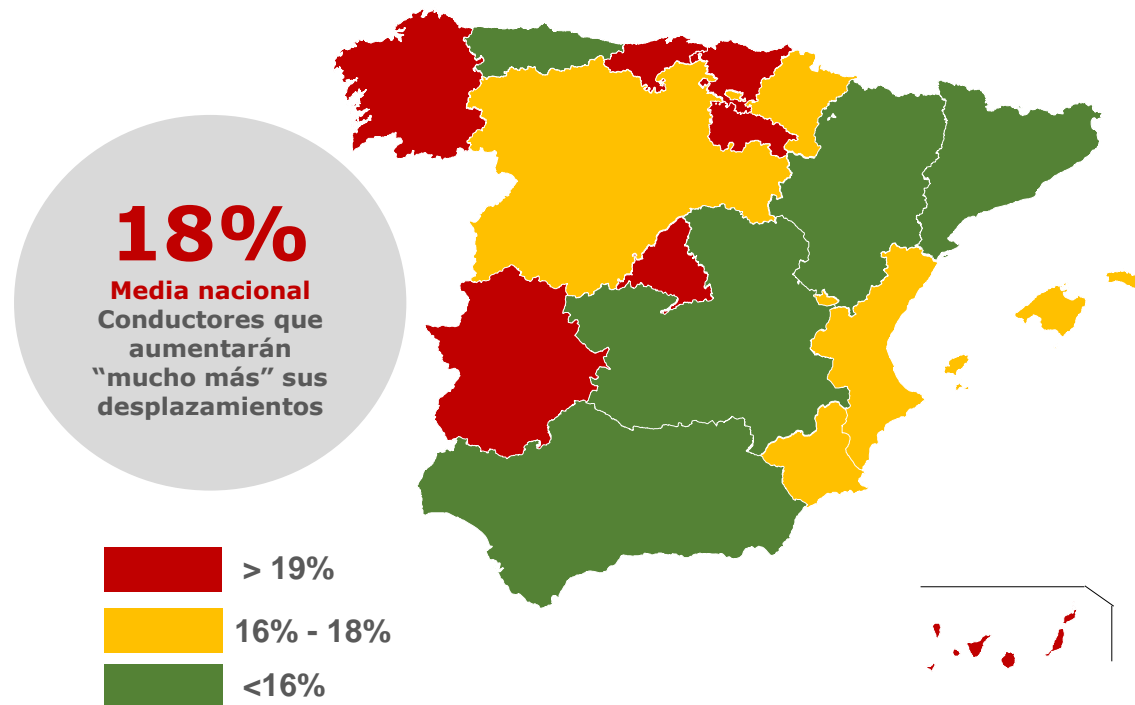 18%
Media nacional
Conductores que
aumentarán
“mucho más” sus
desplazamientos
> 19%
16% - 18%
<16%